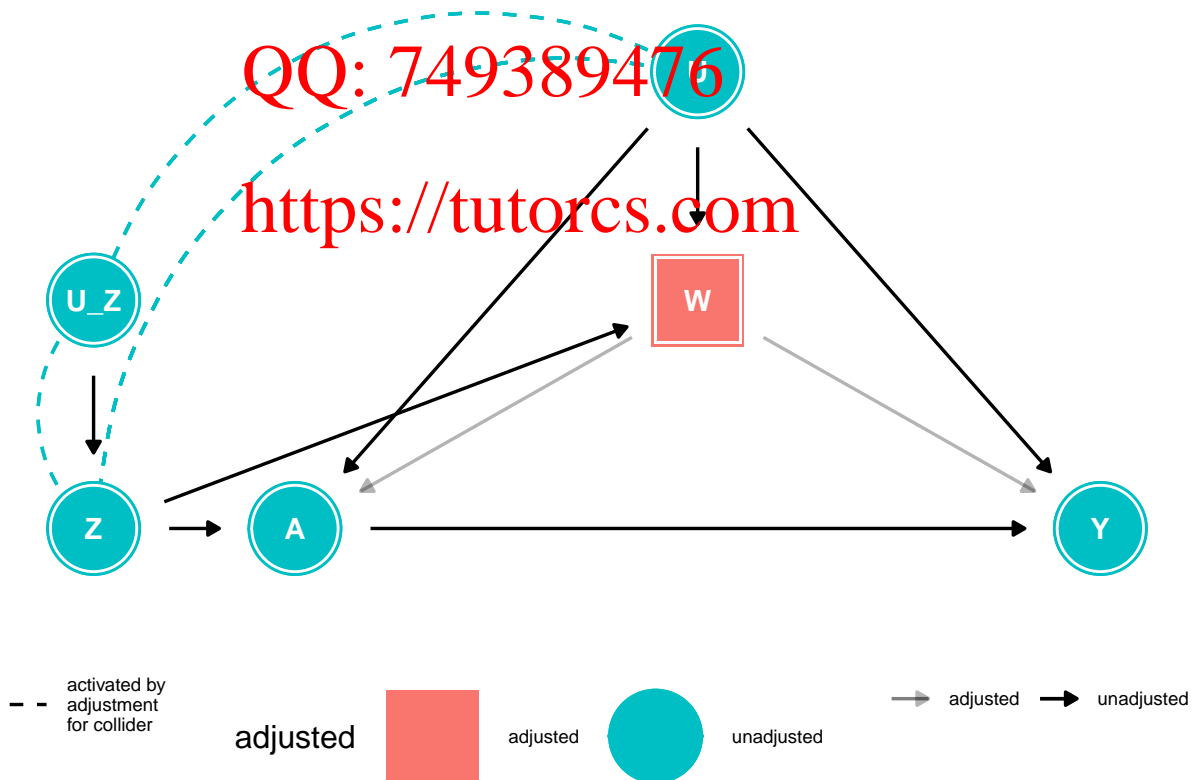 QQ: 749389476
U
https://tutorcs.com
U_Z
W
Z
A
Y
activated by
adjustment
for collider
adjusted
adjusted
unadjusted
adjusted
unadjusted